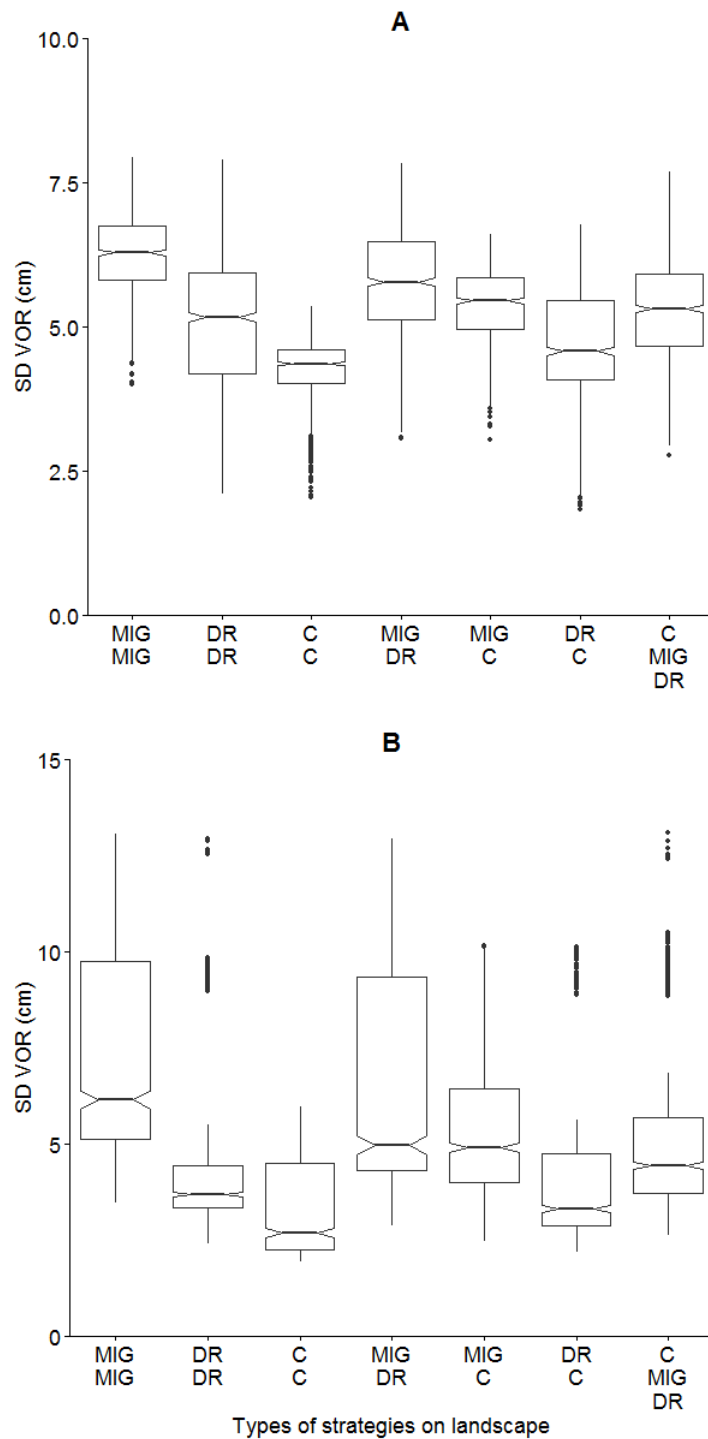 A
10.0
7.5
5.0
2.5
0.0
SD VOR (cm)
MIG DR C MIG MIG DR C
MIG DR C DR C C MIG
DR
B
15
10
5
0
SD VOR (cm)
MIG DR C MIG MIG DR C
MIG DR C DR C C MIG
DR
Types of strategies on landscape